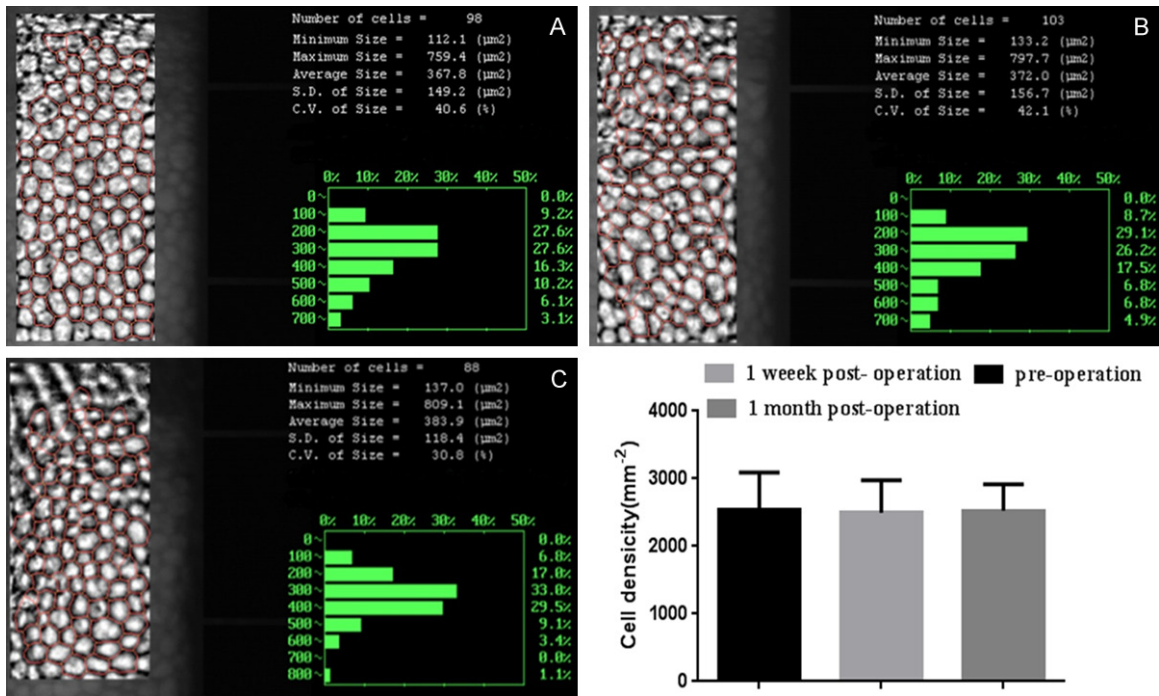 Number of cells = 98
A
Minimum Size = 112.1 (µm2)
Maximum Size = 759.4 (µm2)
Average Size = 367.8 (µm2)
S.D. of Size = 149.2 (µm2)
C.V. of Size = 40.6 (%)
0% 10% 20% 30% 40% 50%
0~ 0.0%
100~ 9.2%
200~ 27.6%
300~ 27.6%
400~ 16.3%
500~ 10.2%
600~ 6.1%
700~ 3.1%
Number of cells = 103
B
Minimum Size = 133.2 (µm2)
Maximum Size = 797.7 (µm2)
Average Size = 372.0 (µm2)
S.D. of Size = 156.7 (µm2)
C.V. of Size = 42.1 (%)
0% 10% 20% 30% 40% 50%
0~ 0.0%
100~ 8.7%
200~ 29.1%
300~ 26.2%
400~ 17.5%
500~ 6.8%
600~ 6.8%
700~ 4.9%
Number of cells = 88
C
Minimum Size = 137.0 (µm2)
Maximum Size = 809.1 (µm2)
Average Size = 383.9 (µm2)
S.D. of Size = 118.4 (µm2)
C.V. of Size = 30.8 (%)
0% 10% 20% 30% 40% 50%
0~ 0.0%
100~ 6.8%
200~ 17.0%
300~ 33.0%
400~ 29.5%
500~ 9.1%
600~ 3.4%
700~ 0.0%
800~ 1.1%
1 weeek post- operation pre-operation
1 month post-operation
Cell densicity(mm-2)
4000
3000
2000
1000
0